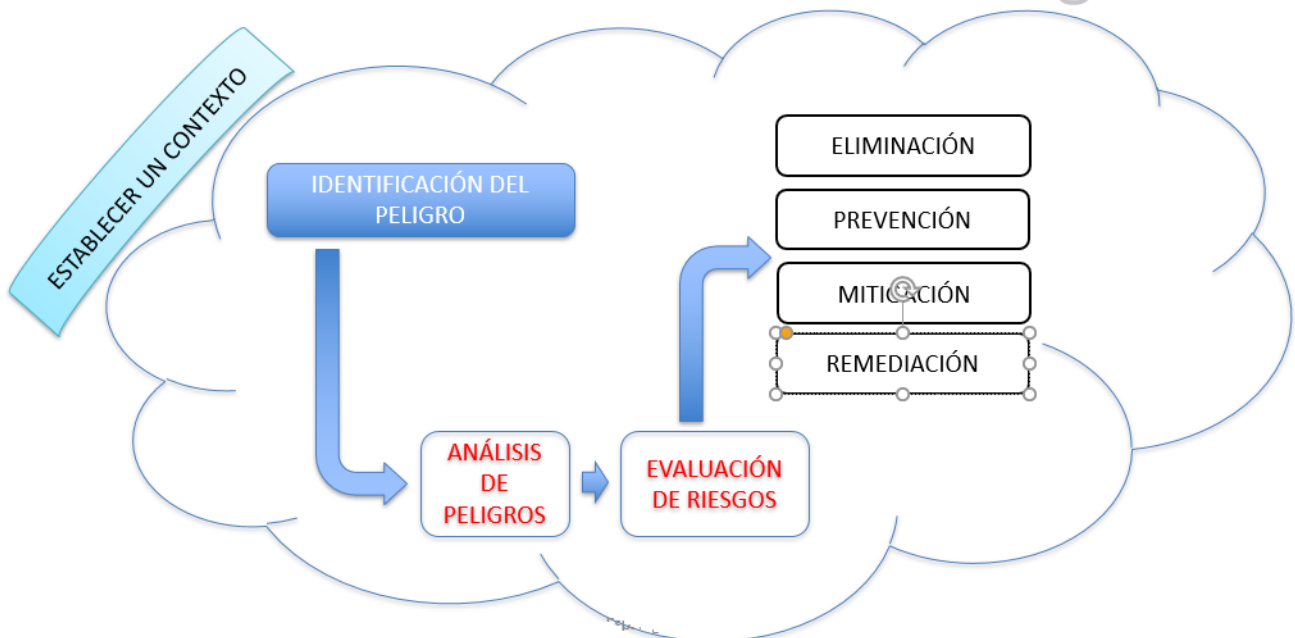 ESTABLECER UN CONTEXTO
IDENTIFICACIÓN DEL
PELIGRO
ANÁLISIS
DE
PELIGROS
EVALUACIÓN
DE RIESGOS
ELIMINACIÓN
PREVENCIÓN
MITIGACIÓN
REMEDIACIÓN